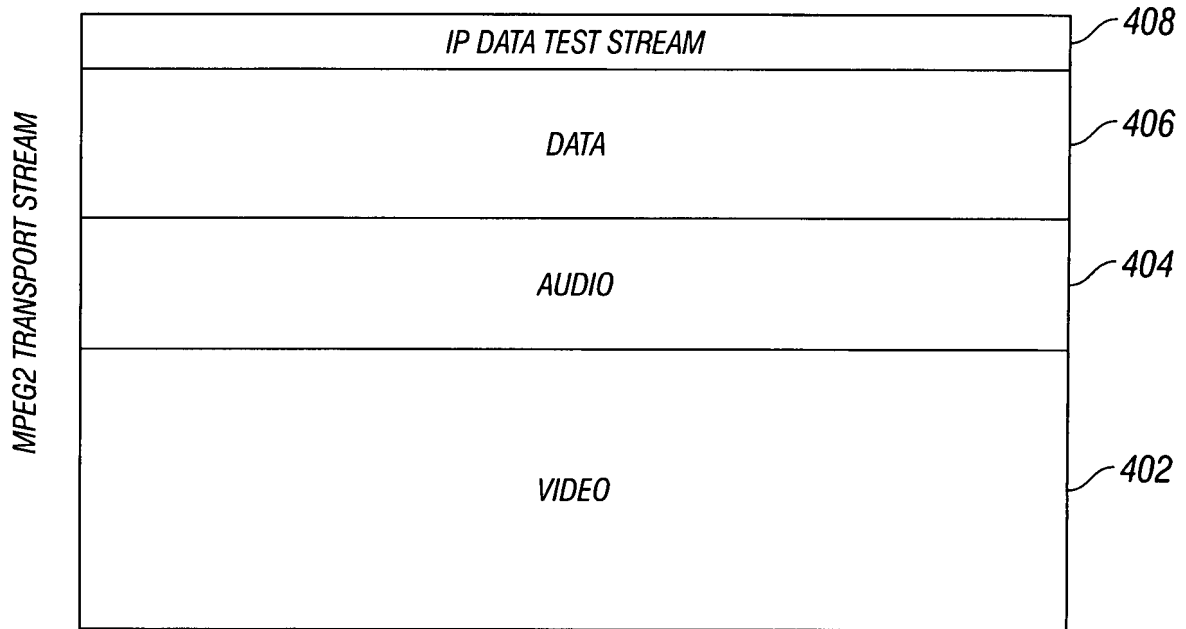 IP DATA TEST STREAM
408
DATA
406
AUDIO
404
VIDEO
402
MPEG2 TRANSPORT STREAM